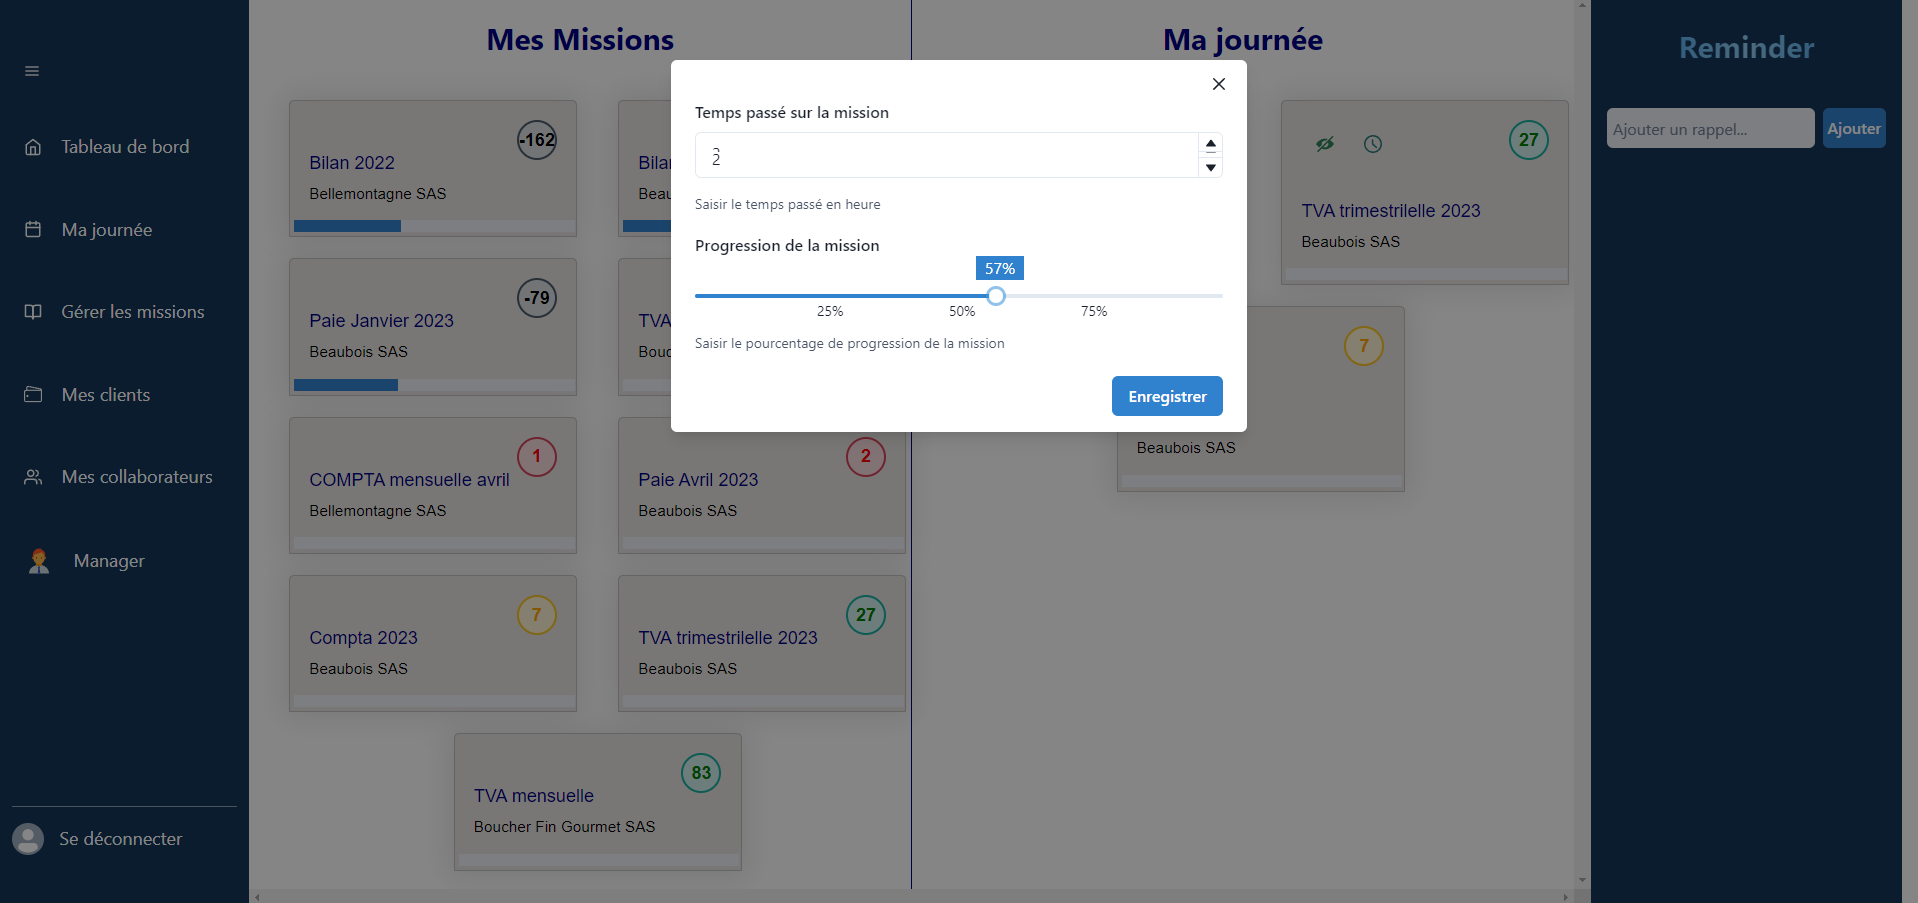 Tableau de bord
Ma journée
Gérer les missions
Mes clients
Mes collaborateurs
Manager
Se déconnecter
Mes Missions
-162
Bilan 2022
Bellemontagne SAS
-79
Paie Janvier 2023
Beaubois SAS
TVA
1
COMPTA mensuelle avril
Bellemontagne SAS
2
Paie Avril 2023
Beaubois SAS
7
Compta 2023
Beaubois SAS
27
TVA trimestrilelle 2023
Beaubois SAS
83
TVA mensuelle
Boucher Fin Gourmet SAS
Temps passé sur la mission
2
Saisir le temps passé en heure
Progression de la mission
57%
25% 50% 75%
Saisir le pourcentage de progression de la mission
Enregistrer
Ma journée
27
TVA trimestrilelle 2023
Beaubois SAS
7
Beaubois SAS
Reminder
Ajouter un rappel...
Ajouter